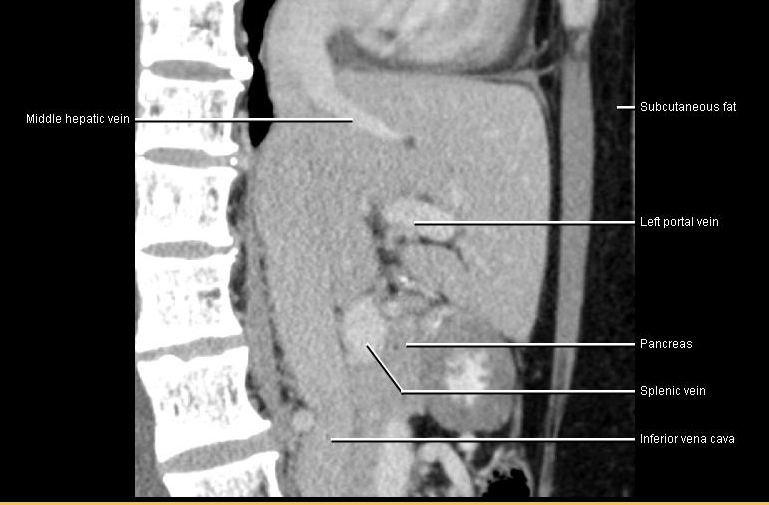 Middle hepatic vein
Subcutaneous fat
Left portal vein
Pancreas
Splenic vein
Inferior vena cava